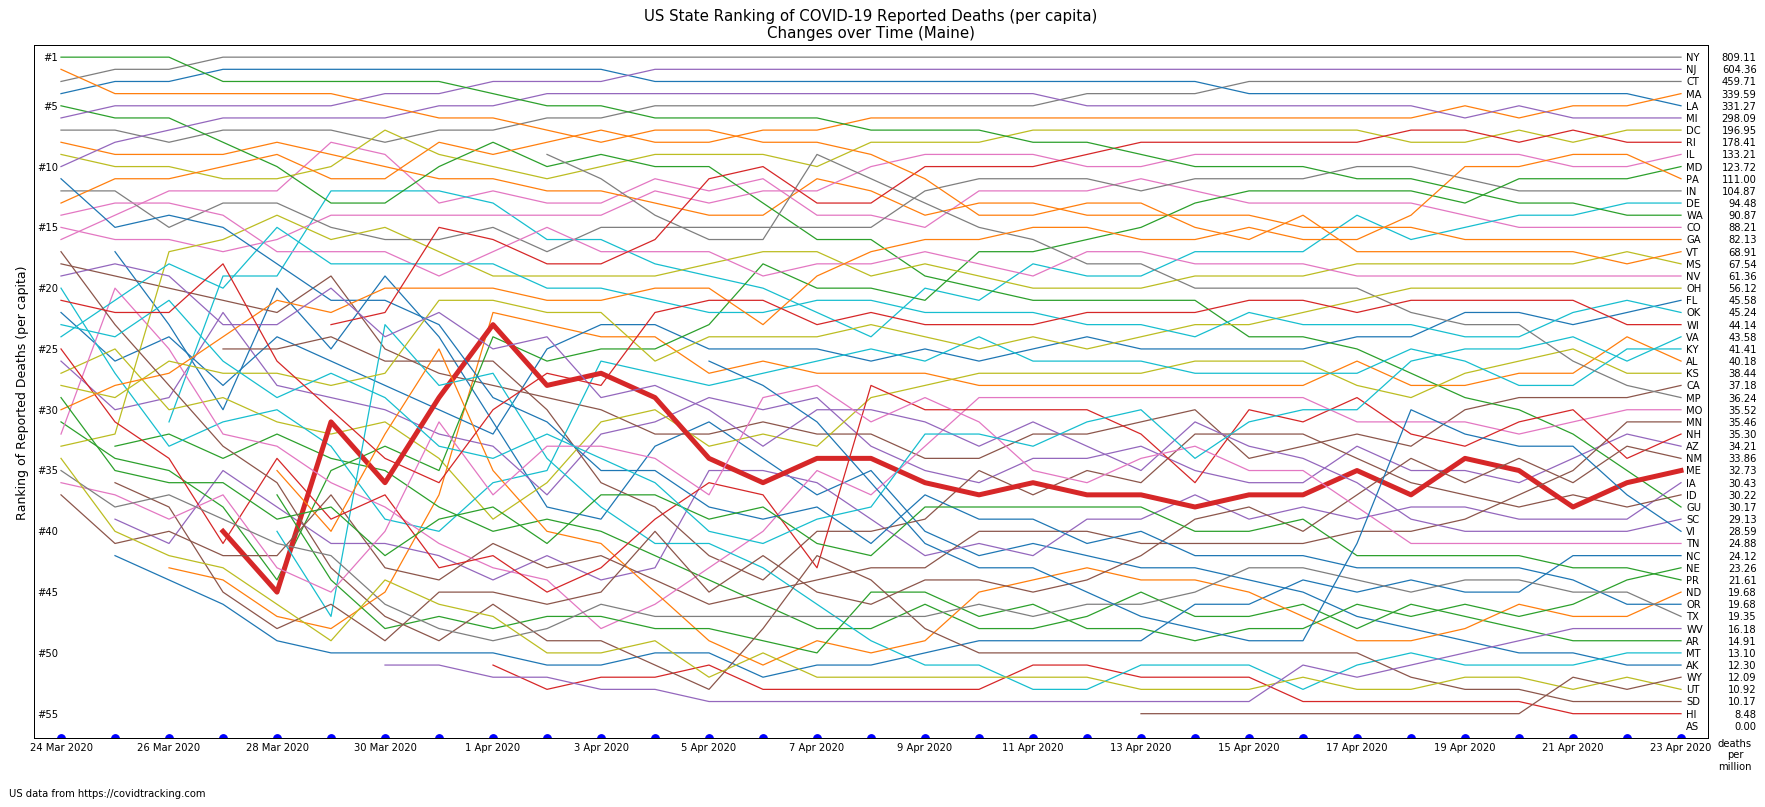 US State Ranking of COVID-19 Reported Deaths (per capita)
Changes over Time (Maine)
Ranking of Reported Deaths (per capita)
#1
#5
#10
#15
#20
#25
#30
#35
#40
#45
#50
#55
NY 809.11
NJ 604.36
CT 459.71
MA 339.59
LA 331.27
MI 298.09
DC 196.95
RI 178.41
IL 133.21
MD 123.72
PA 111.00
IN 104.87
DE 94.48
WA 90.87
CO 88.21
GA 82.13
VT 68.91
MS 67.54
NV 61.36
OH 56.12
FL 45.58
OK 45.24
WI 44.14
VA 43.58
KY 41.41
AL 40.18
KS 38.44
CA 37.18
MP 36.24
MO 35.52
MN 35.46
NH 35.30
AZ 34.21
NM 33.86
ME 32.73
IA 30.43
ID 30.22
GU 30.17
SC 29.13
VI 28.59
TN 24.88
NC 24.12
NE 23.26
PR 21.61
ND 19.68
OR 19.68
TX 19.35
WV 16.18
AR 14.91
MT 13.10
AK 12.30
WY 12.09
UT 10.92
SD 10.17
HI 8.48
AS 0.00
24 Mar 2020 26 Mar 2020 28 Mar 2020 30 Mar 2020 1 Apr 2020 3 Apr 2020 5 Apr 2020 7 Apr 2020 9 Apr 2020 11 Apr 2020 13 Apr 2020 15 Apr 2020 17 Apr 2020 19 Apr 2020 21 Apr 2020 23 Apr 2020
deaths
per
million
US data from https://covidtracking.com